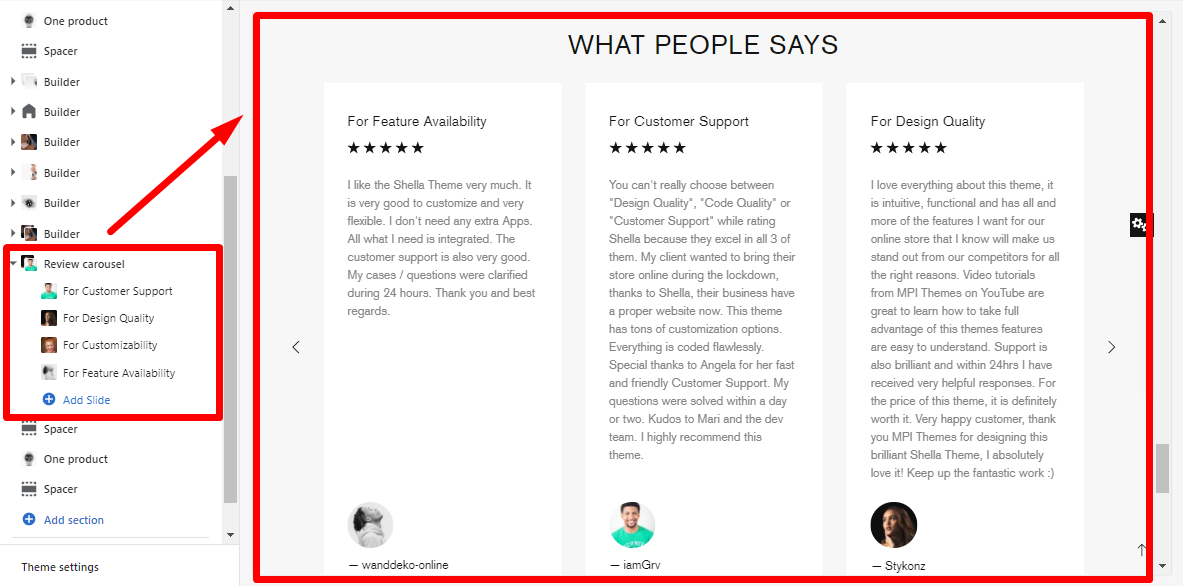 One product
Spacer
Builder
Builder
Builder
Builder
Builder
Builder
Review carousel
For Customer Support
For Design Quality
For Customizability
For Feature Availability
Add Slide
Spacer
One product
Spacer
Add section
Theme settings
WHAT PEOPLE SAYS
For Feature Availability
★★★★★
I like the Shella Theme very much. It
is very good to customize and very
flexible. I don't need any extra Apps.
All what I need is integrated. The
customer support is also very good.
My cases / questions were clarified
during 24 hours. Thank you and best
regards.
— wanddeko-online
For Customer Support
★★★★★
You can't really choose between
"Design Quality", "Code Quality" or
"Customer Support" while rating
Shella because they excel in all 3 of
them. My client wanted to bring their
store online during the lockdown,
thanks to Shella, their business have
a proper website now. This theme
has tons of customization options.
Everything is coded flawlessly.
Special thanks to Angela for her fast
and friendly Customer Support. My
questions were solved within a day
or two. Kudos to Mari and the dev
team. I highly recommend this
theme.
— iamGrv
For Design Quality
★★★★★
I love everything about this theme, it
is intuitive, functional and has all and
more of the features I want for our
online store that I know will make us
stand out from our competitors for all
the right reasons. Video tutorials
from MPI Themes on YouTube are
great to learn how to take full
advantage of this themes features
are easy to understand. Support is
also brilliant and within 24hrs I have
received very helpful responses. For
the price of this theme, it is definitely
worth it. Very happy customer, thank
you MPI Themes for designing this
brilliant Shella Theme, I absolutely
love it! Keep up the fantastic work :)
— Stykonz